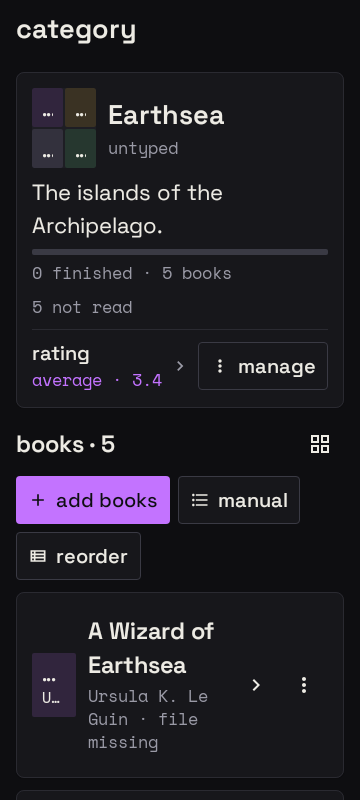 category
Earthsea
untyped
The islands of the
Archipelago.
0 finished · 5 books
5 not read
rating
average · 3.4
manage
books · 5
add books
manual
reorder
A Wizard of
Earthsea
U…
Ursula K. Le
Guin · file
missing